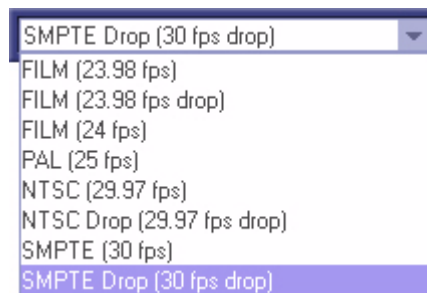 SMPTE Drop (30 fps drop)
FILM (23.98 fps)
FILM (23.98 fps drop)
FILM (24 fps)
PAL (25 fps)
NTSC (29.97 fps)
NTSC Drop (29.97 fps drop)
SMPTE (30 fps)
SMPTE Drop (30 fps drop)